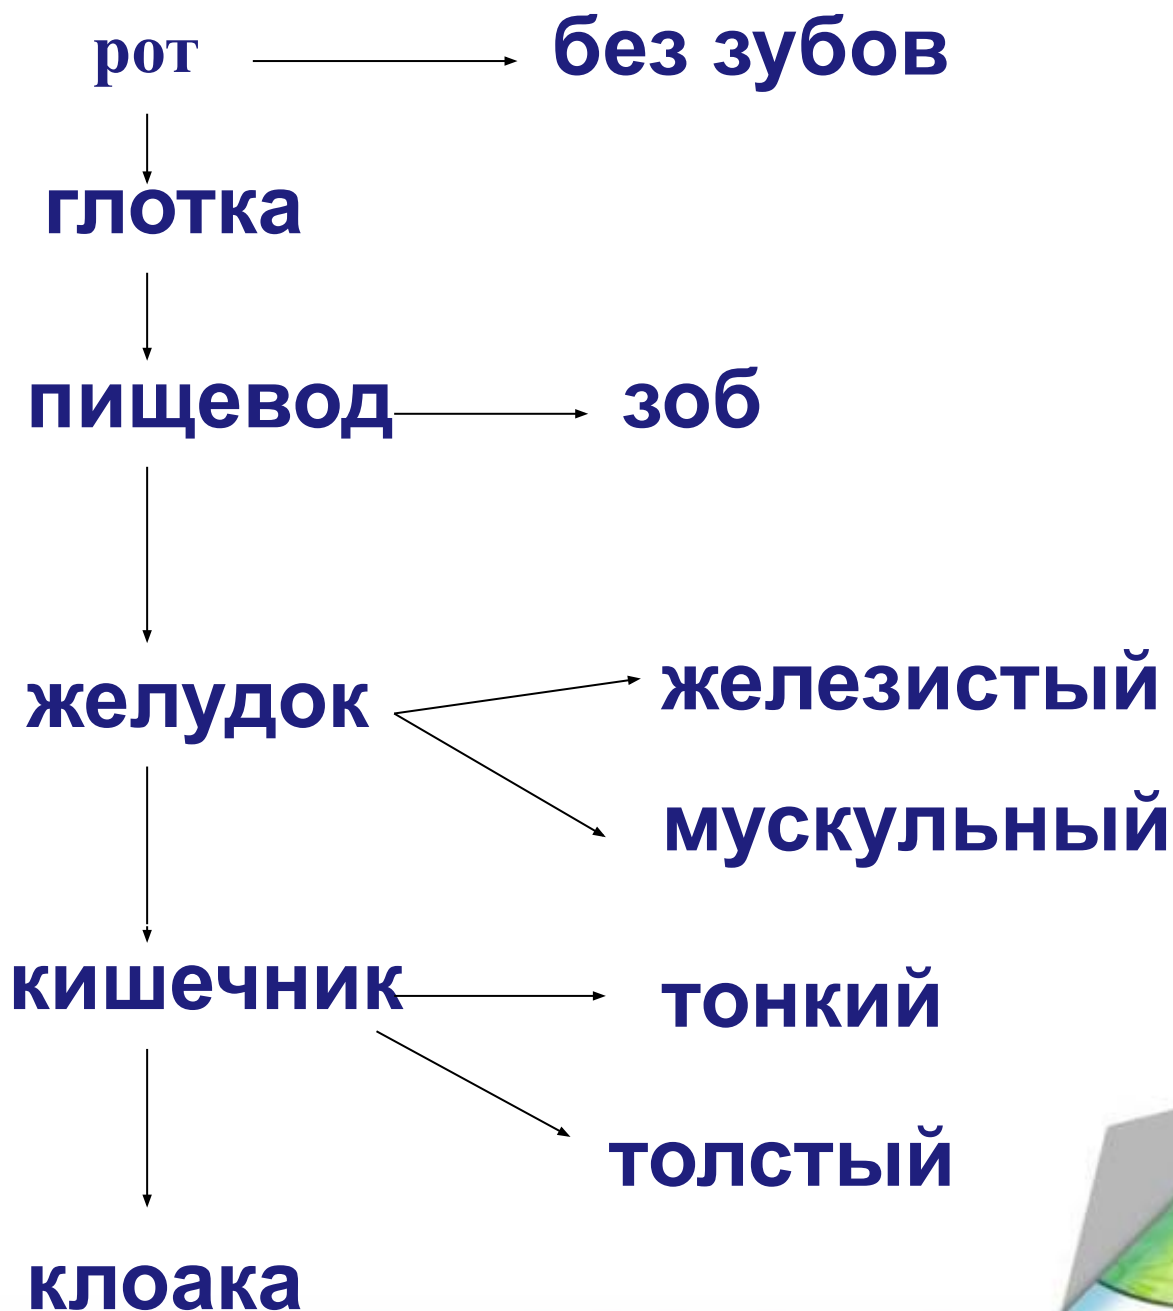 рот без зубов
глотка
пищевод зоб
желудок железистый
мускульный
кишечник тонкий
толстый
клоака